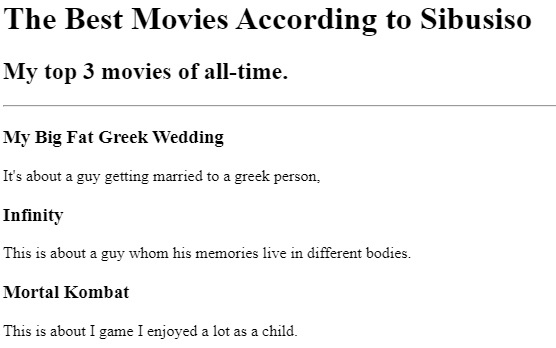 The Best Movies According to Sibusiso
My top 3 movies of all-time.
My Big Fat Greek Wedding
It's about a guy getting married to a greek person,
Infinity
This is about a guy whom his memories live in different bodies.
Mortal Kombat
This is about I game I enjoyed a lot as a child.